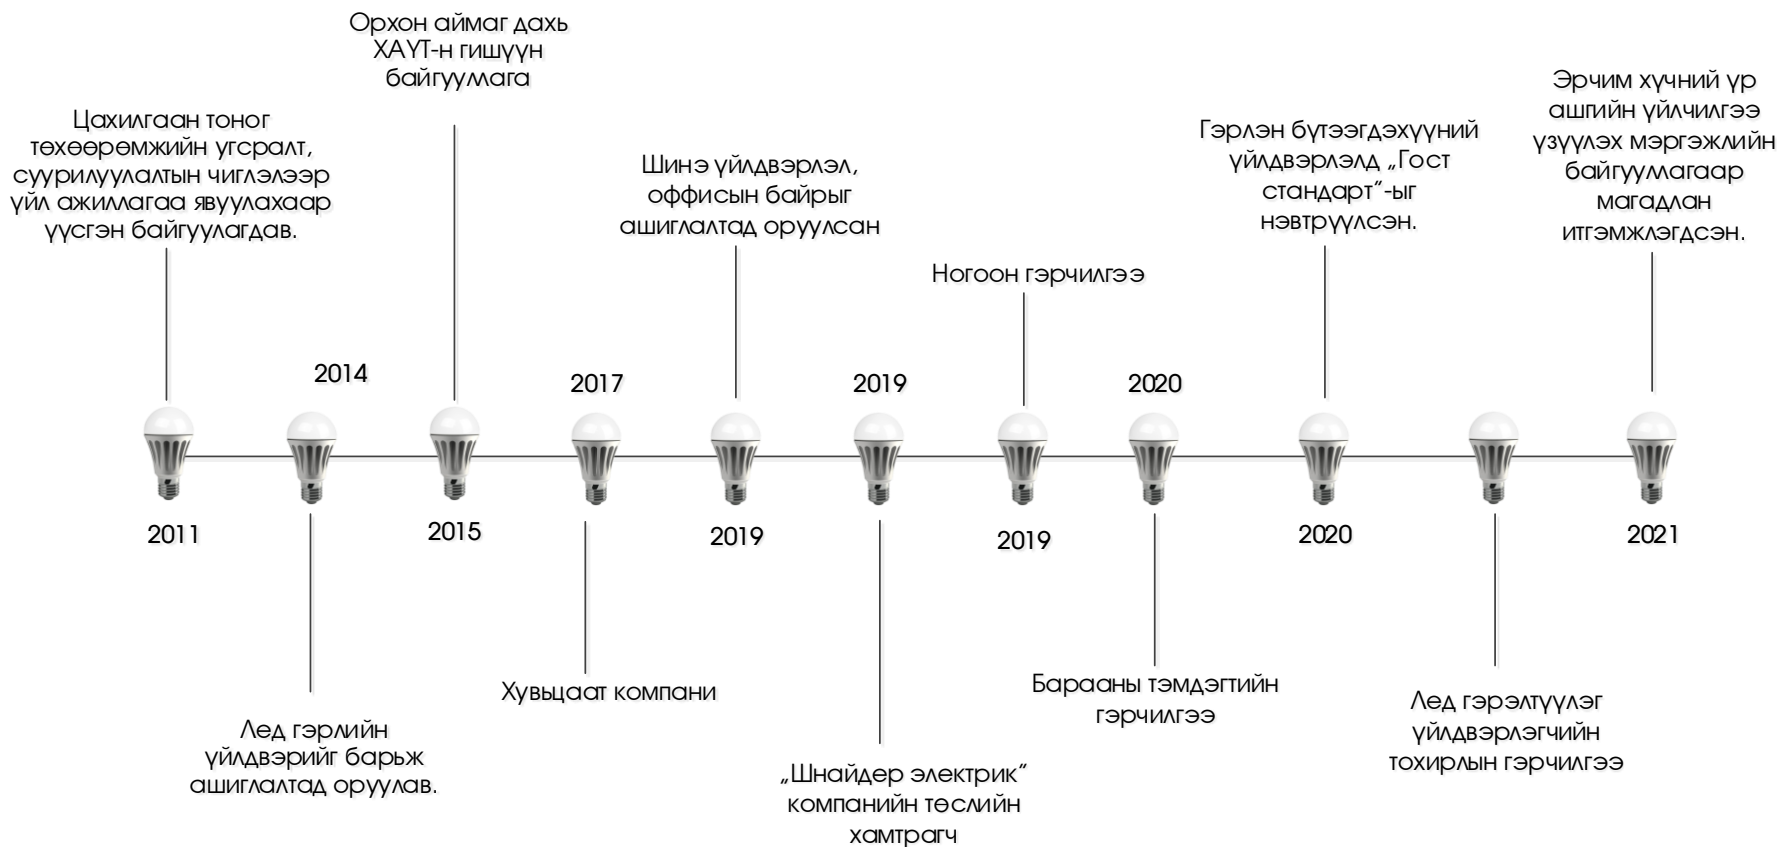 Цахилгаан тоног
төхөөрөмжийн угсралт,
суурилуулалтын чиглэлээр
үйл ажиллагаа явуулахаар
үүсгэн байгуулагдав.
2011
2014
Лед гэрлийн
үйлдвэрийг барьж
ашиглалтад оруулав.
Орхон аймаг дахь
ХАҮТ-н гишүүн
байгууллага
2015
2017
Хувьцаат компани
Шинэ үйлдвэрлэл,
оффисын байрыг
ашиглалтад оруулсан
2019
2019
„Шнайдер электрик”
компанийн төслийн
хамтрагч
Ногоон гэрчилгээ
2019
2020
Барааны тэмдэгтийн
гэрчилгээ
Гэрлэн бүтээгдэхүүний
үйлдвэрлэлд „Гост
стандарт”-ыг
нэвтрүүлсэн.
2020
Лед гэрэлтүүлэг
үйлдвэрлэгчийн
тохирлын гэрчилгээ
Эрчим хүчний үр
ашгийн үйлчилгээ
үзүүлэх мэргэжлийн
байгууллагаар
магадлан
итгэмжлэгдсэн.
2021